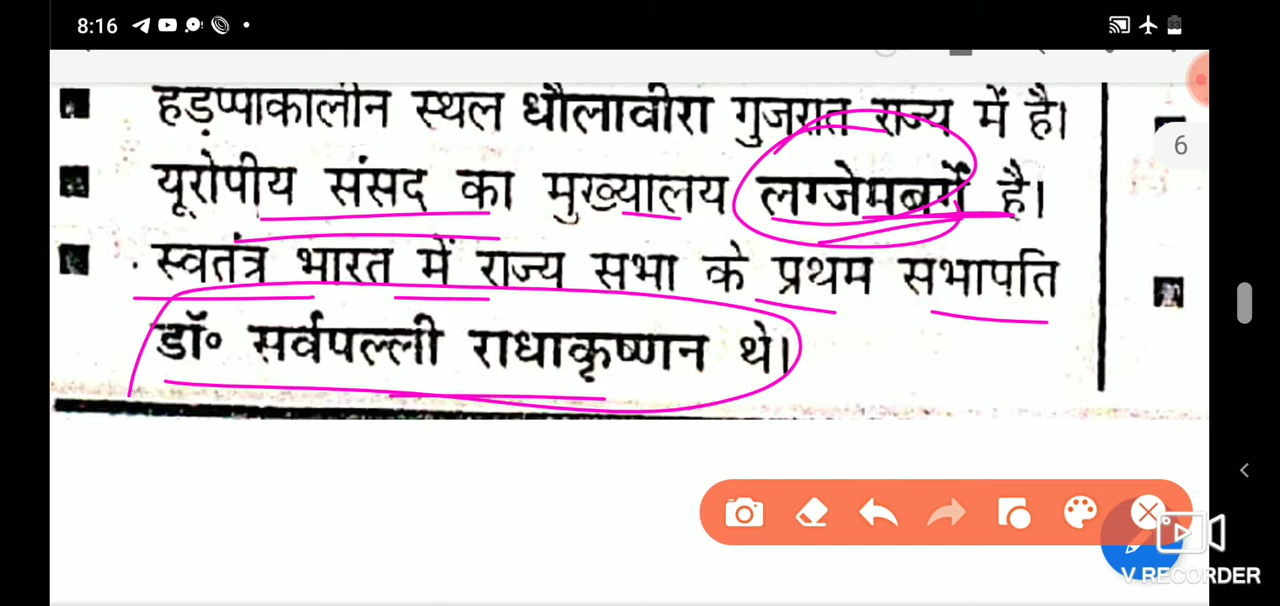 8:16
33
हड़प्पाकालीन स्थल धौलावीरा गुजरात राज्य में है।
6
यूरोपीय संसद का मुख्यालय लग्जेमबर्ग है।
स्वतंत्र भारत में राज्य सभा के प्रथम सभापति
डॉ॰ सर्वपल्ली राधाकृष्णन थे।
V RECORDER